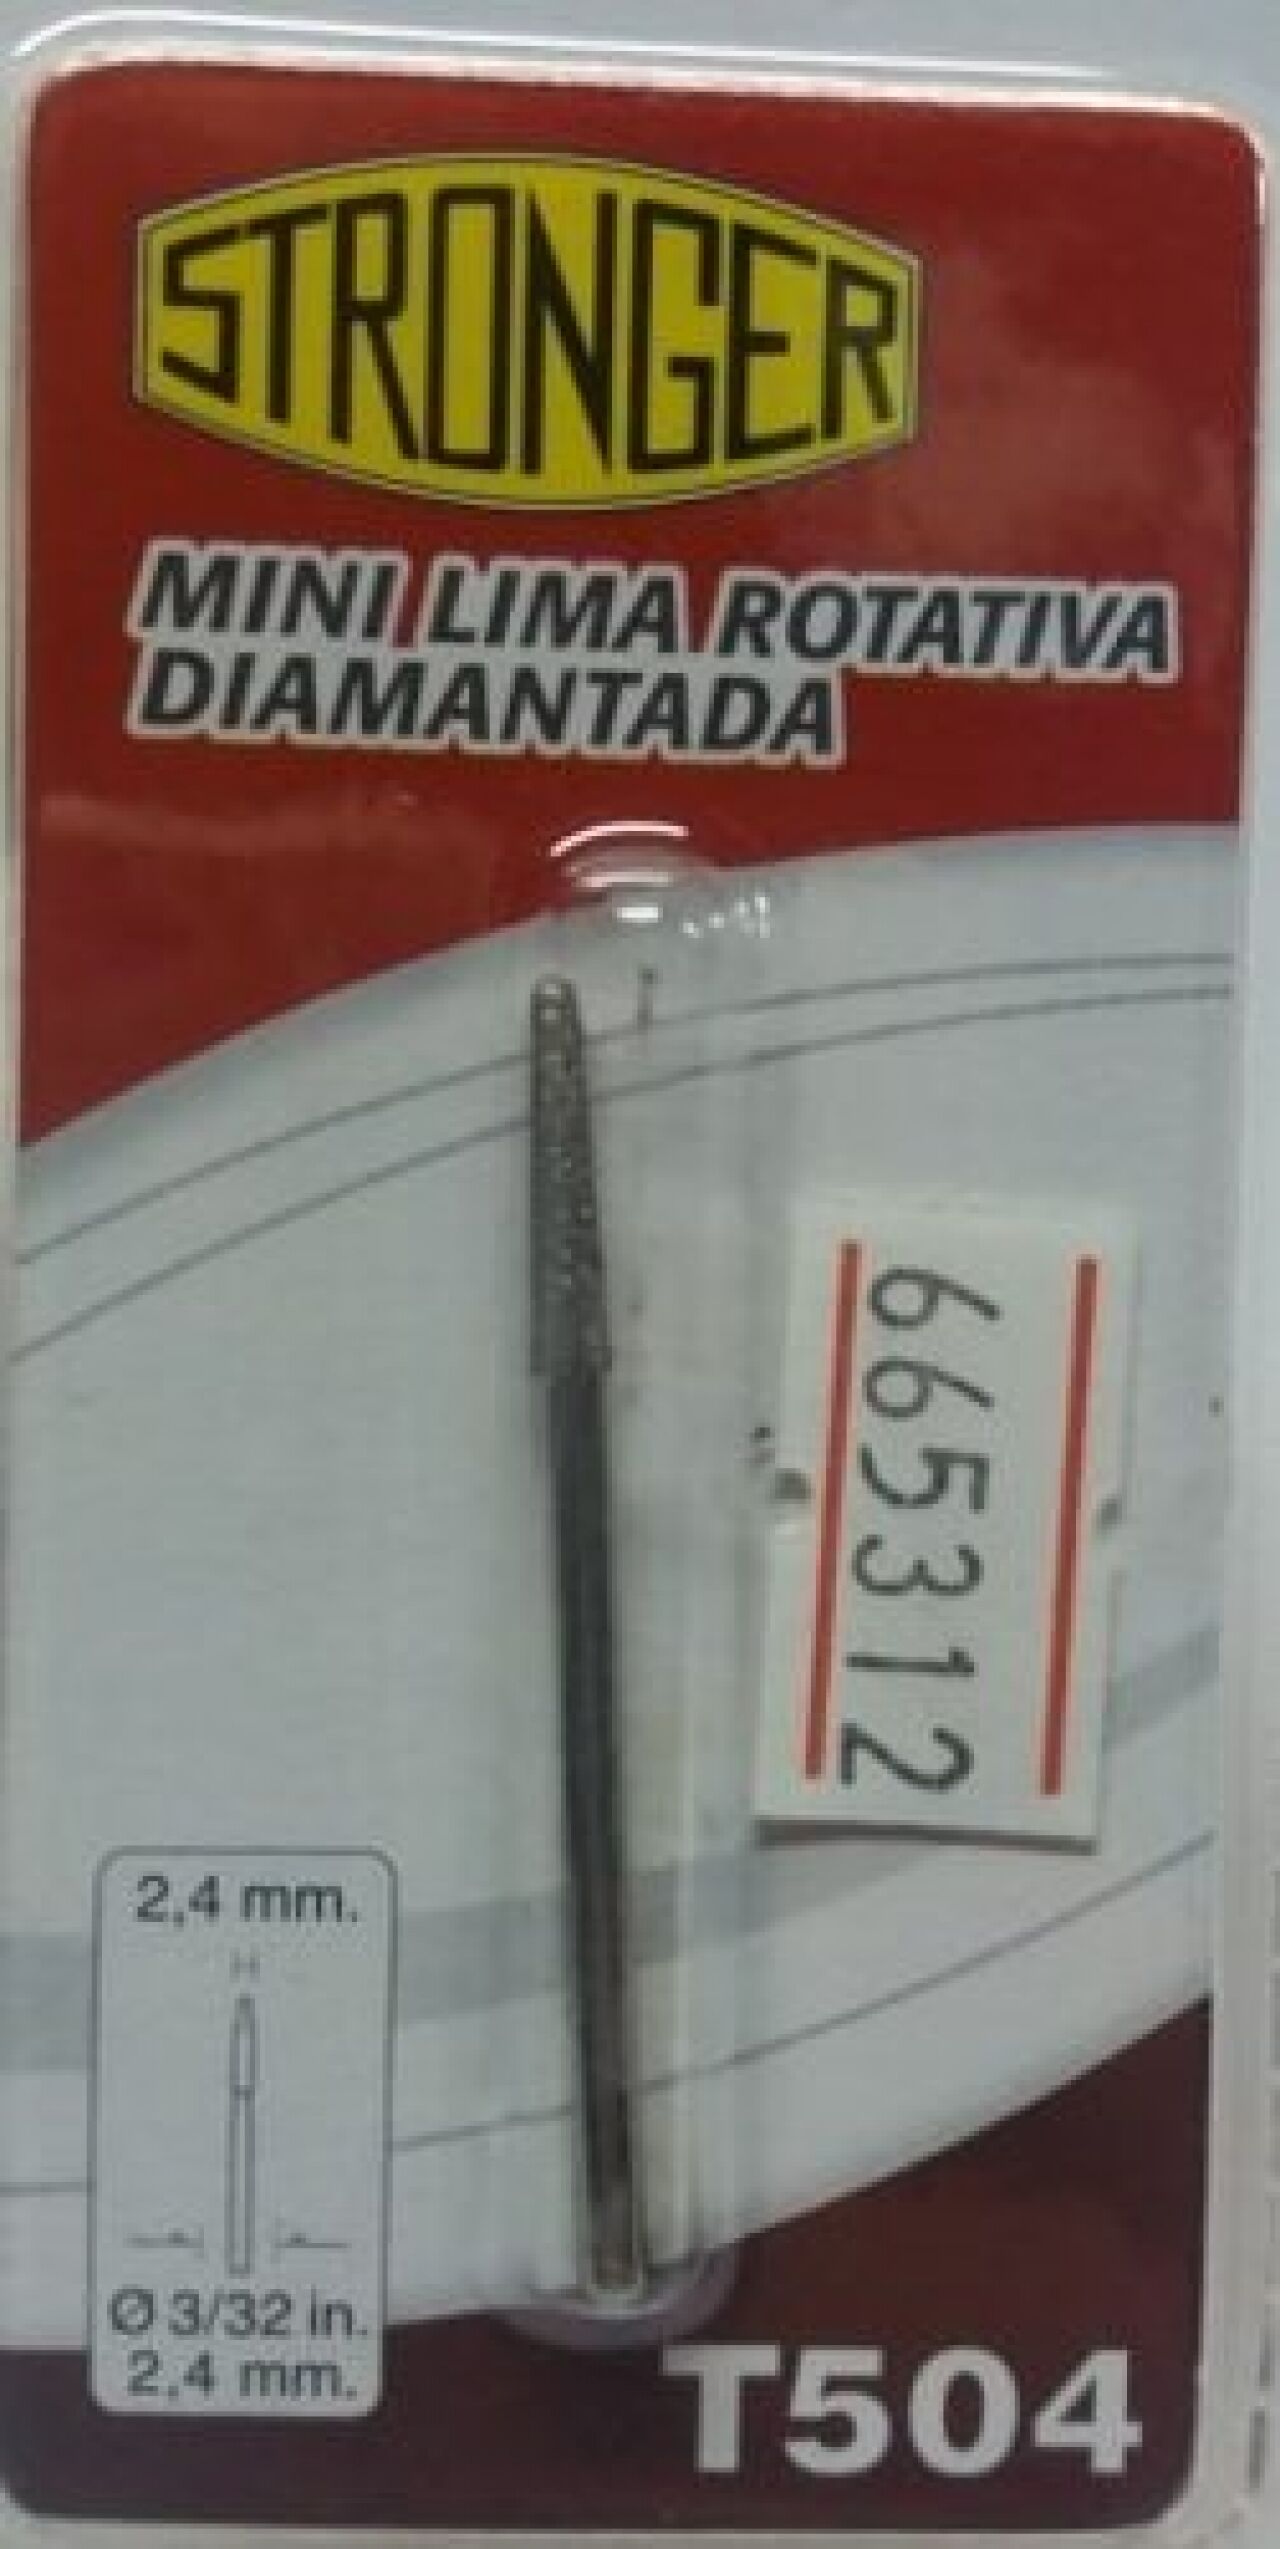 STRONGER
MINI LIMA ROTATIVA
DIAMANTADA
665312
2,4 mm.
Ø 3/32 in.
2,4 mm.
T504